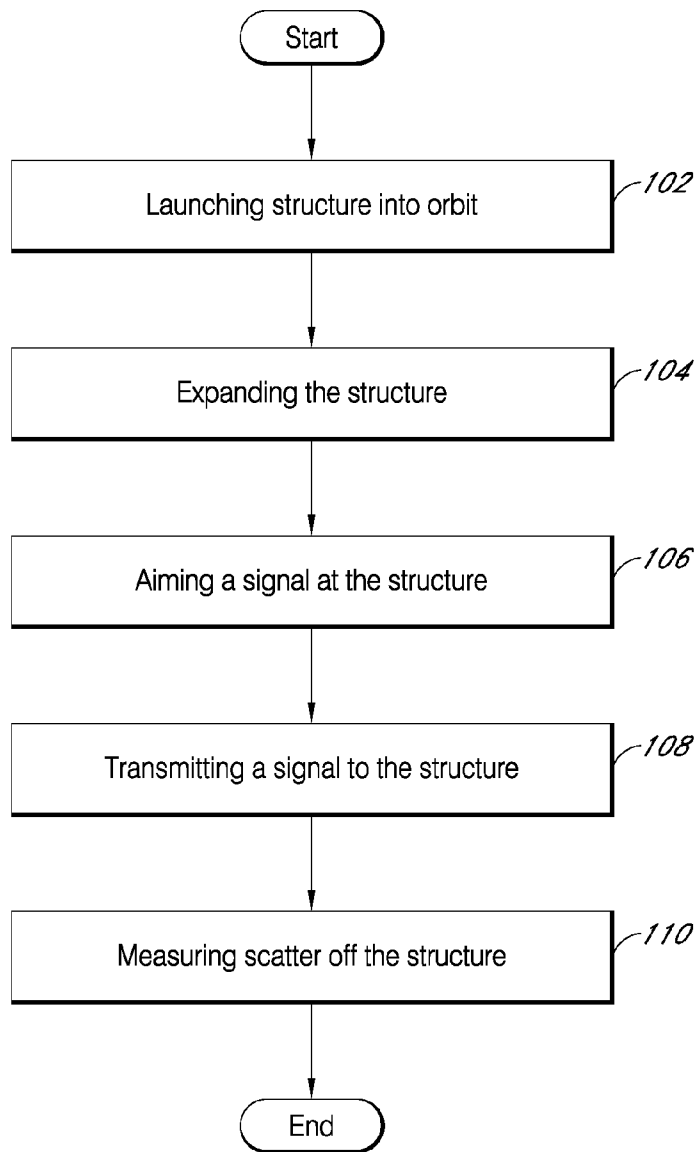 Start
Launching structure into orbit
102
Expanding the structure
104
Aiming a signal at the structure
106
Transmitting a signal to the structure
108
Measuring scatter off the structure
110
End